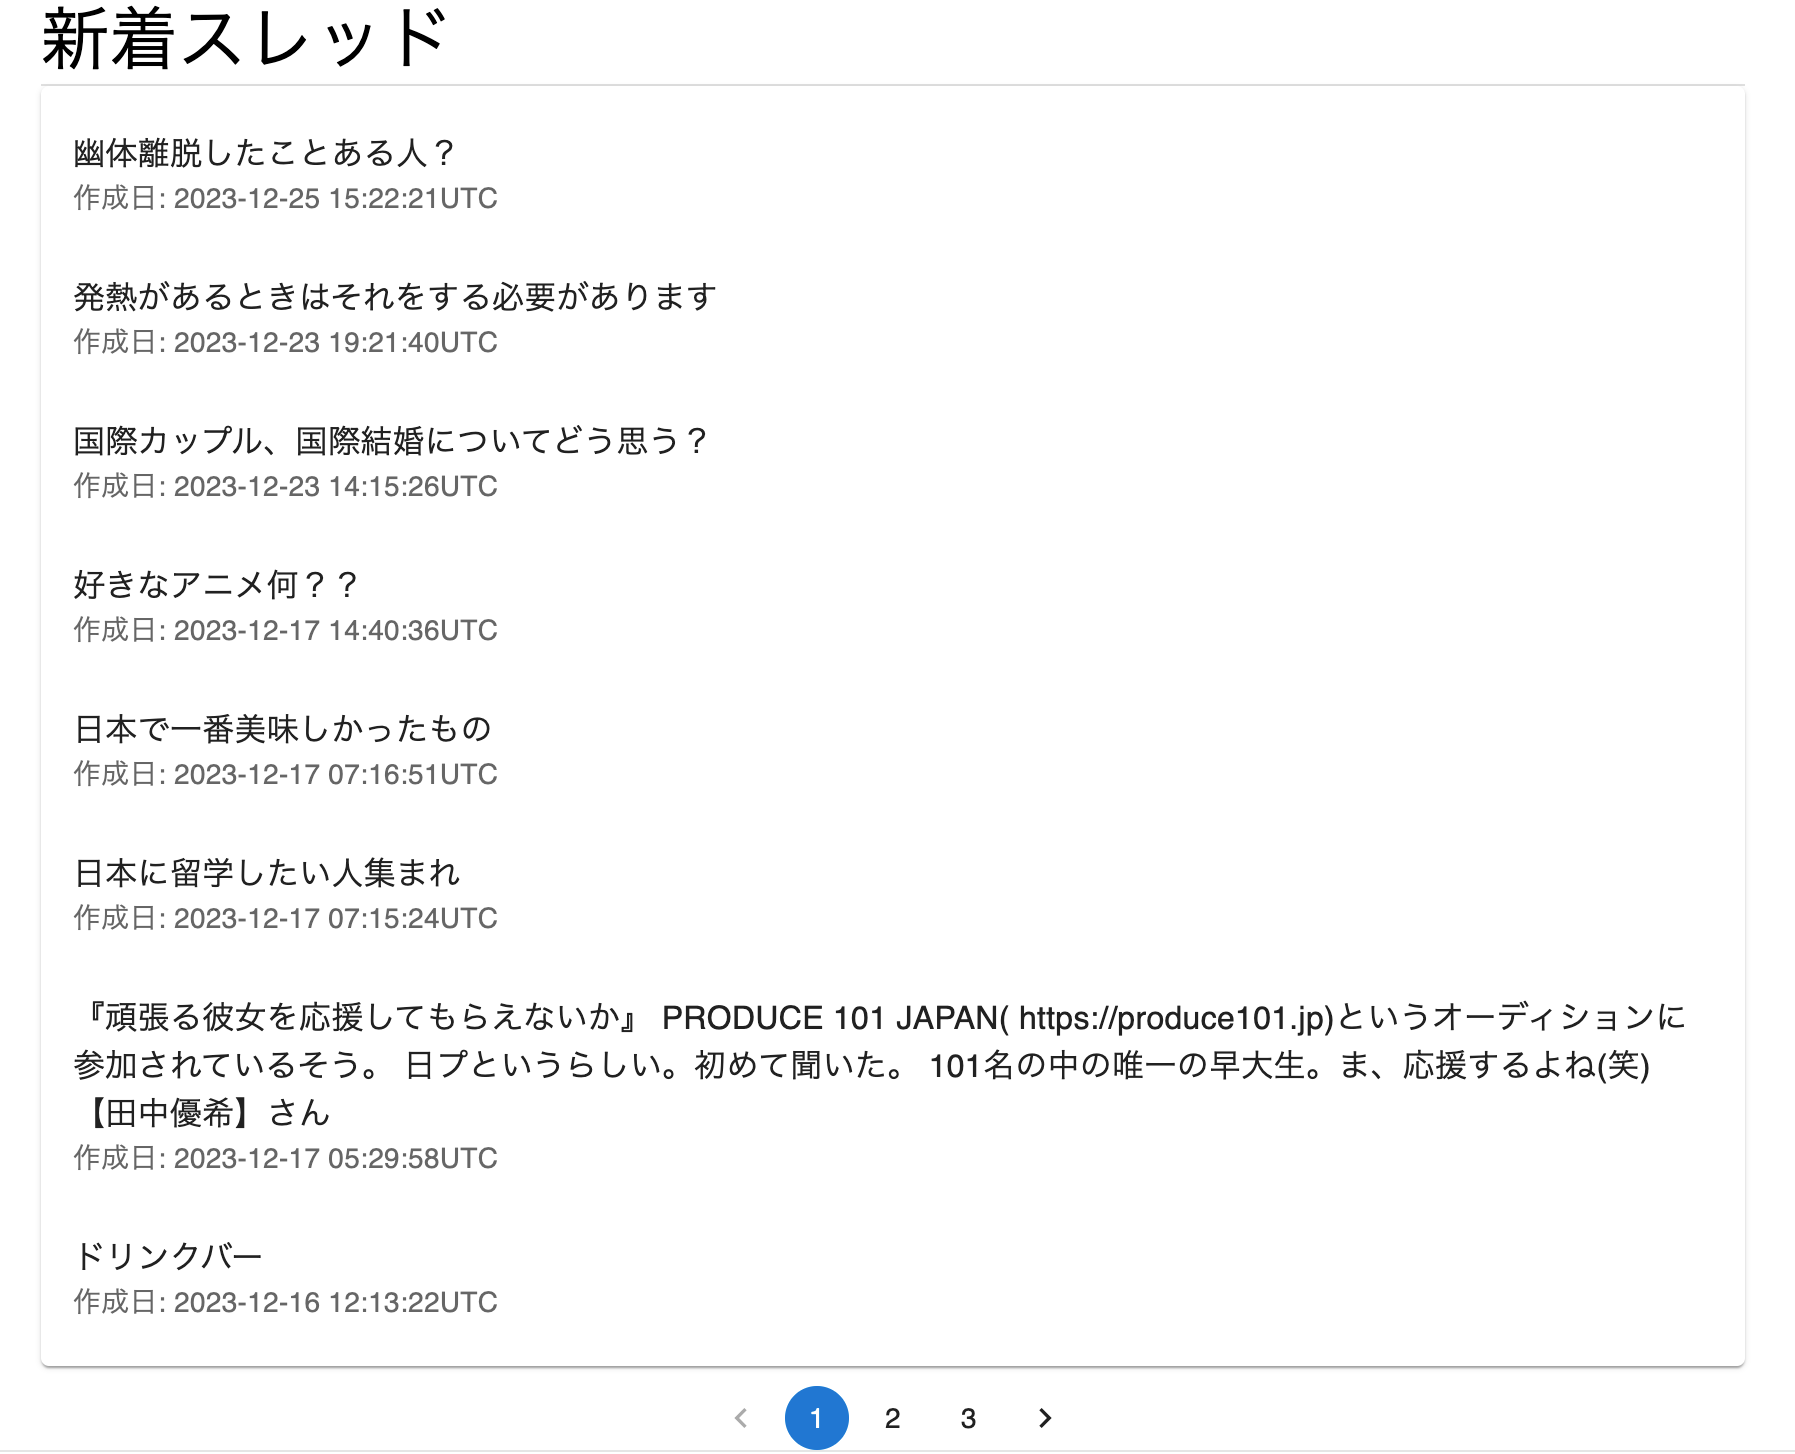 新着スレッド
幽体離脱したことある人？
作成日: 2023-12-25 15:22:21UTC
発熱があるときはそれをする必要があります
作成日: 2023-12-23 19:21:40UTC
国際カップル、国際結婚についてどう思う？
作成日: 2023-12-23 14:15:26UTC
好きなアニメ何？？
作成日: 2023-12-17 14:40:36UTC
日本で一番美味しかったもの
作成日: 2023-12-17 07:16:51UTC
日本に留学したい人集まれ
作成日: 2023-12-17 07:15:24UTC
『頑張る彼女を応援してもらえないか』 PRODUCE 101 JAPAN( https://produce101.jp)というオーディションに
参加されているそう。 日プというらしい。初めて聞いた。 101名の中の唯一の早大生。ま、応援するよね(笑)
【田中優希】さん
作成日: 2023-12-17 05:29:58UTC
ドリンクバー
作成日: 2023-12-16 12:13:22UTC
1 2 3